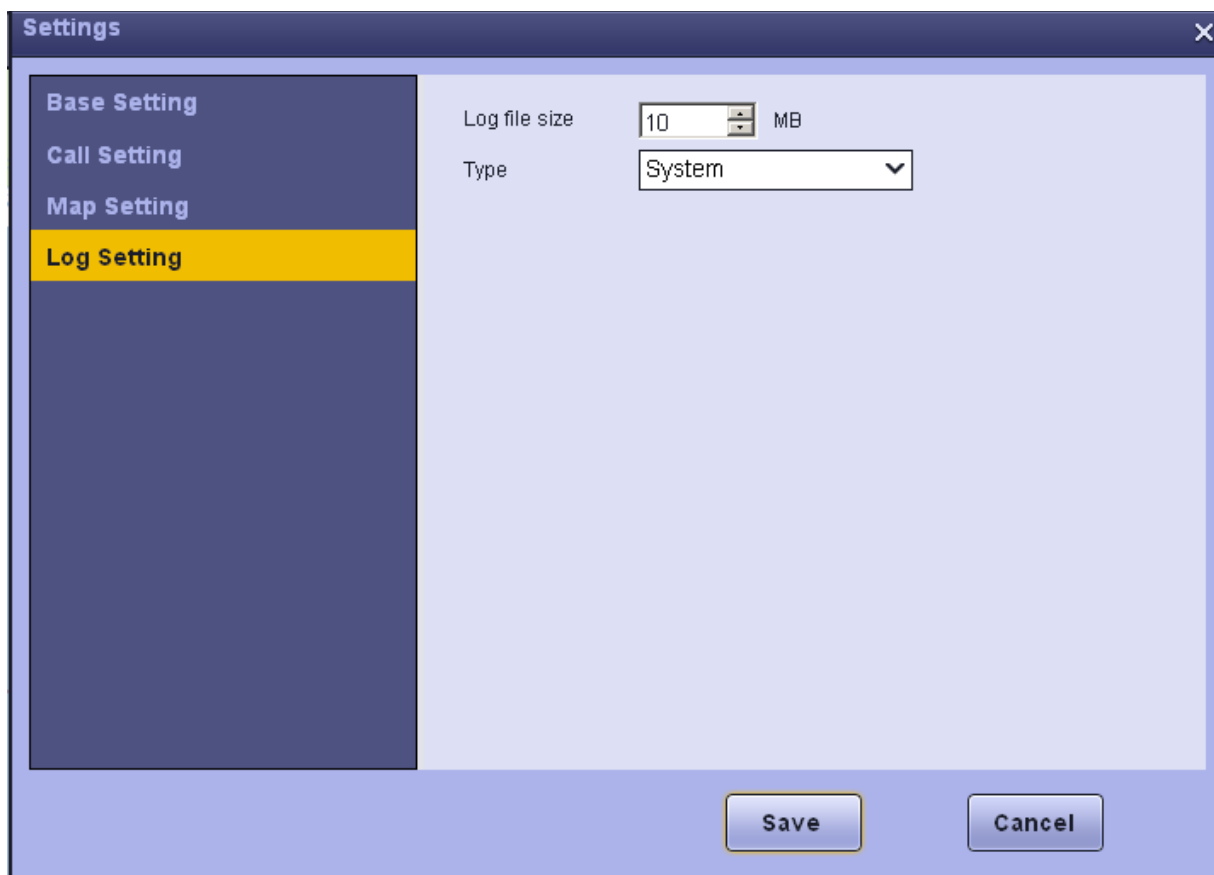 Settings
Base Setting
Call Setting
Map Setting
Log Setting
Log file size 10 MB
Type System
Save Cancel